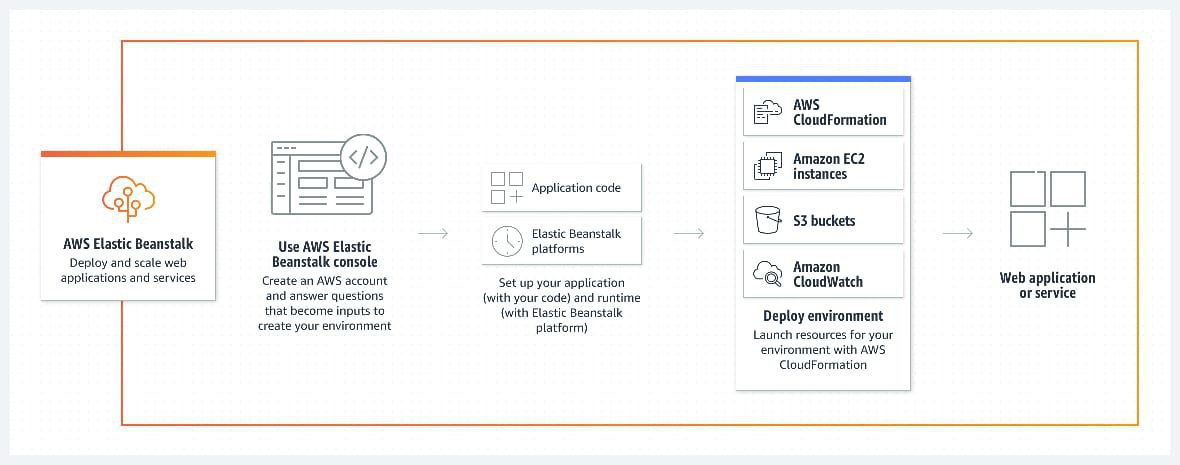 AWS Elastic Beanstalk
Deploy and scale web
applications and services
</>
Use AWS Elastic
Beanstalk console
Create an AWS account
and answer questions
that become inputs to
create your environment
Application code
Elastic Beanstalk
platforms
Set up your application
(with your code) and runtime
(with Elastic Beanstalk
platform)
AWS
CloudFormation
Amazon EC2
instances
S3 buckets
Amazon
CloudWatch
Deploy environment
Launch resources for your
environment with AWS
CloudFormation
Web application
or service